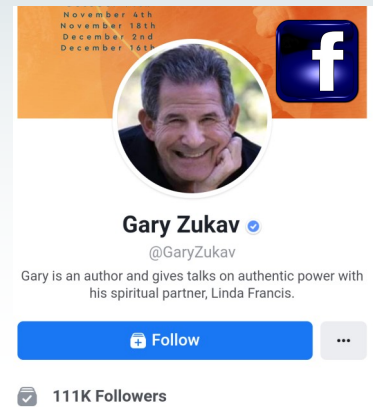 November 4th
November 18th
December 2nd
December 16th
f
Gary Zukav
@GaryZukav
Gary is an author and gives talks on authentic power with
his spiritual partner, Linda Francis.
Follow
...
111K Followers